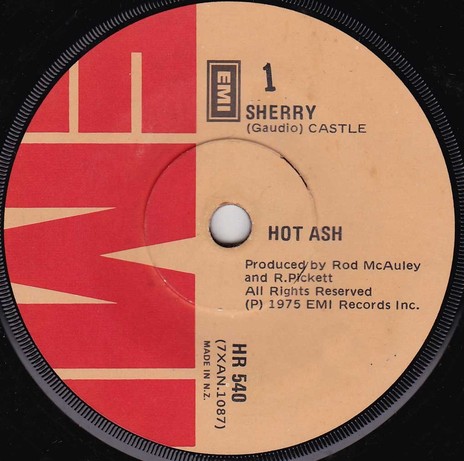 EMI
EMI
1
SHERRY
(Gaudio) CASTLE
HOT ASH
Produced by Rod McAuley
and R.Pickett
All Rights Reserved
(P) 1975 EMI Records Inc.
HR 540
(7XAN.1087)
MADE IN N.Z.